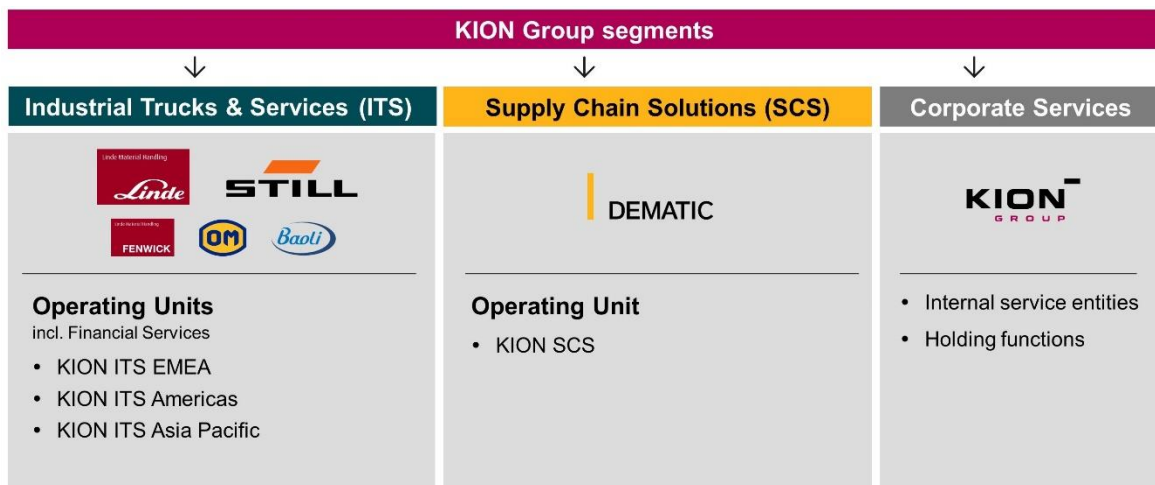 KION Group segments
Industrial Trucks & Services (ITS)
Linde Material Handling
Linde
STILL
Linde Material Handling
FENWICK
OM
Baoli
Operating Units
incl. Financial Services
• KION ITS EMEA
• KION ITS Americas
• KION ITS Asia Pacific
Supply Chain Solutions (SCS)
DEMATIC
Operating Unit
• KION SCS
Corporate Services
KION
GROUP
• Internal service entities
• Holding functions